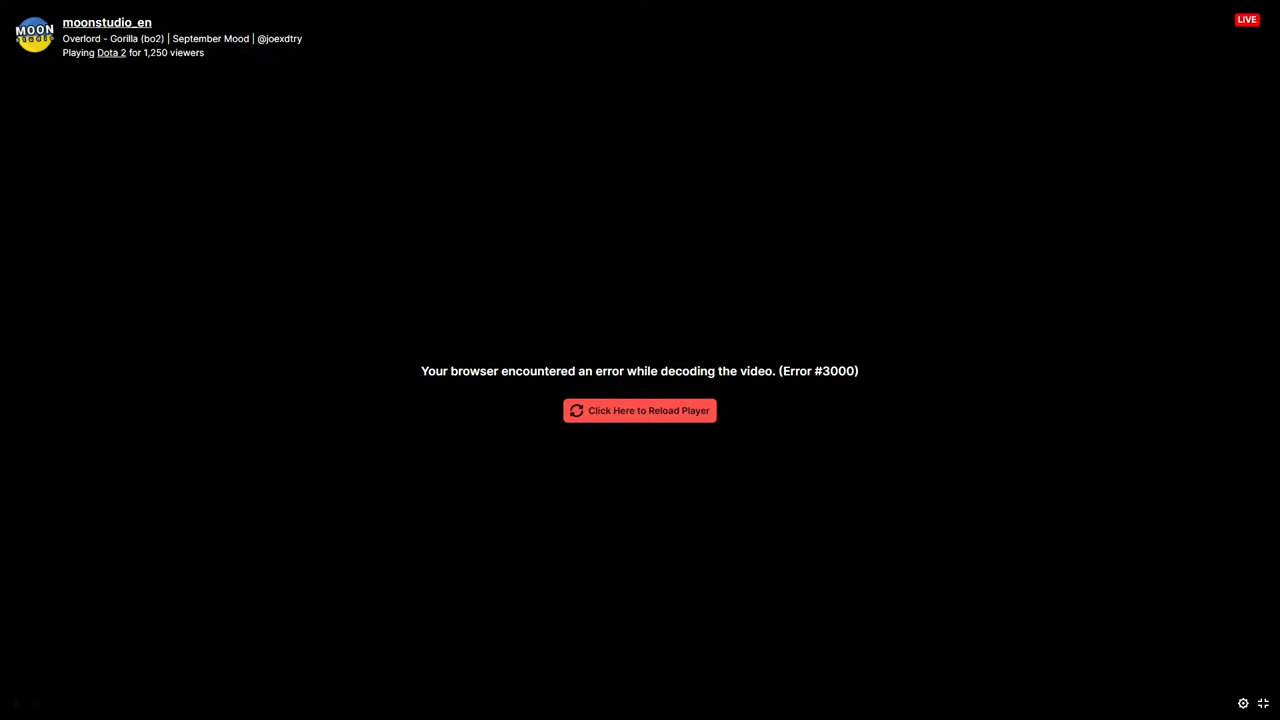 MOON
STUDIO
moonstudio_en
Overlord - Gorilla (bo2) | September Mood | @joexdtry
Playing Dota 2 for 1,250 viewers
LIVE
Your browser encountered an error while decoding the video. (Error #3000)
Click Here to Reload Player